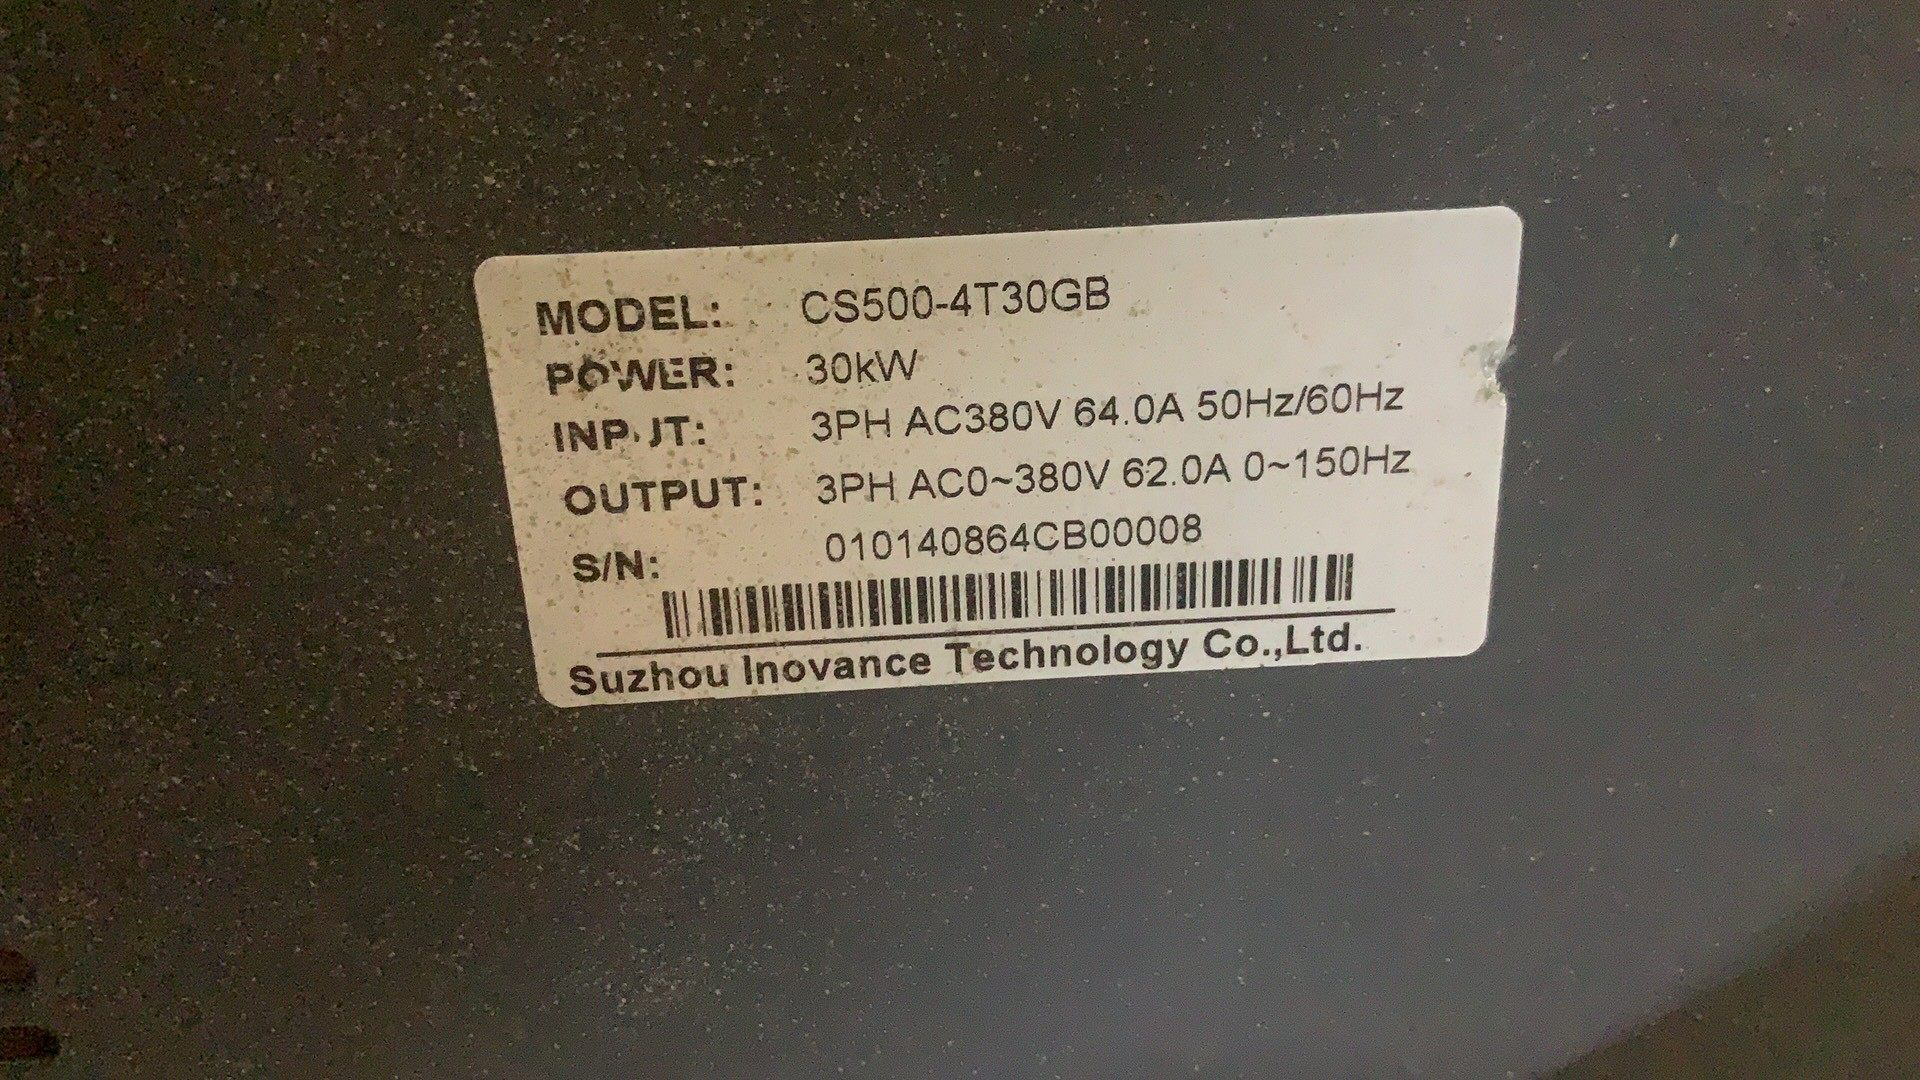 MODEL: CS500-4T30GB
POWER: 30kW
INPUT: 3PH AC380V 64.0A 50Hz/60Hz
OUTPUT: 3PH AC0~380V 62.0A 0~150Hz
S/N: 010140864CB00008
Suzhou Inovance Technology Co.,Ltd.